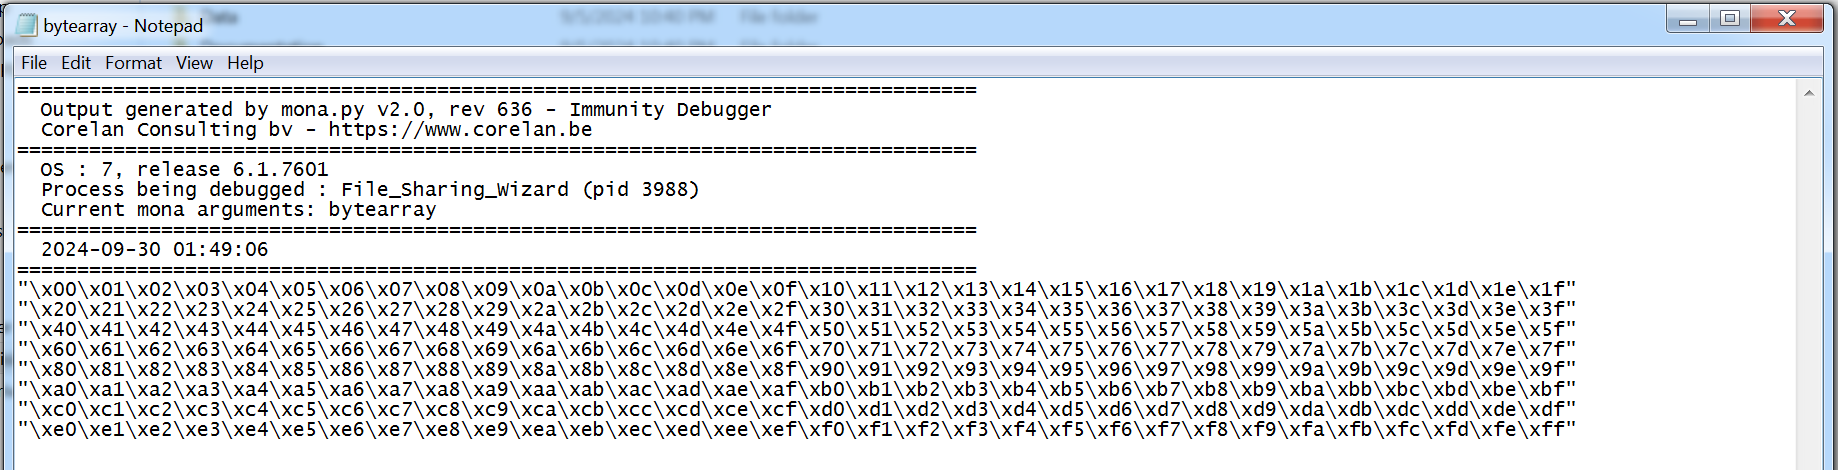 Data 9/5/2024 10:40 PM File folder
bytearray - Notepad
File Edit Format View Help
================================================================================
Output generated by mona.py v2.0, rev 636 - Immunity Debugger
Corelan Consulting bv - https://www.corelan.be
================================================================================
OS : 7, release 6.1.7601
Process being debugged : File_Sharing_Wizard (pid 3988)
Current mona arguments: bytearray
================================================================================
2024-09-30 01:49:06
================================================================================
"\x00\x01\x02\x03\x04\x05\x06\x07\x08\x09\x0a\x0b\x0c\x0d\x0e\x0f\x10\x11\x12\x13\x14\x15\x16\x17\x18\x19\x1a\x1b\x1c\x1d\x1e\x1f"
"\x20\x21\x22\x23\x24\x25\x26\x27\x28\x29\x2a\x2b\x2c\x2d\x2e\x2f\x30\x31\x32\x33\x34\x35\x36\x37\x38\x39\x3a\x3b\x3c\x3d\x3e\x3f"
"\x40\x41\x42\x43\x44\x45\x46\x47\x48\x49\x4a\x4b\x4c\x4d\x4e\x4f\x50\x51\x52\x53\x54\x55\x56\x57\x58\x59\x5a\x5b\x5c\x5d\x5e\x5f"
"\x60\x61\x62\x63\x64\x65\x66\x67\x68\x69\x6a\x6b\x6c\x6d\x6e\x6f\x70\x71\x72\x73\x74\x75\x76\x77\x78\x79\x7a\x7b\x7c\x7d\x7e\x7f"
"\x80\x81\x82\x83\x84\x85\x86\x87\x88\x89\x8a\x8b\x8c\x8d\x8e\x8f\x90\x91\x92\x93\x94\x95\x96\x97\x98\x99\x9a\x9b\x9c\x9d\x9e\x9f"
"\xa0\xa1\xa2\xa3\xa4\xa5\xa6\xa7\xa8\xa9\xaa\xab\xac\xad\xae\xaf\xb0\xb1\xb2\xb3\xb4\xb5\xb6\xb7\xb8\xb9\xba\xbb\xbc\xbd\xbe\xbf"
"\xc0\xc1\xc2\xc3\xc4\xc5\xc6\xc7\xc8\xc9\xca\xcb\xcc\xcd\xce\xcf\xd0\xd1\xd2\xd3\xd4\xd5\xd6\xd7\xd8\xd9\xda\xdb\xdc\xdd\xde\xdf"
"\xe0\xe1\xe2\xe3\xe4\xe5\xe6\xe7\xe8\xe9\xea\xeb\xec\xed\xee\xef\xf0\xf1\xf2\xf3\xf4\xf5\xf6\xf7\xf8\xf9\xfa\xfb\xfc\xfd\xfe\xff"